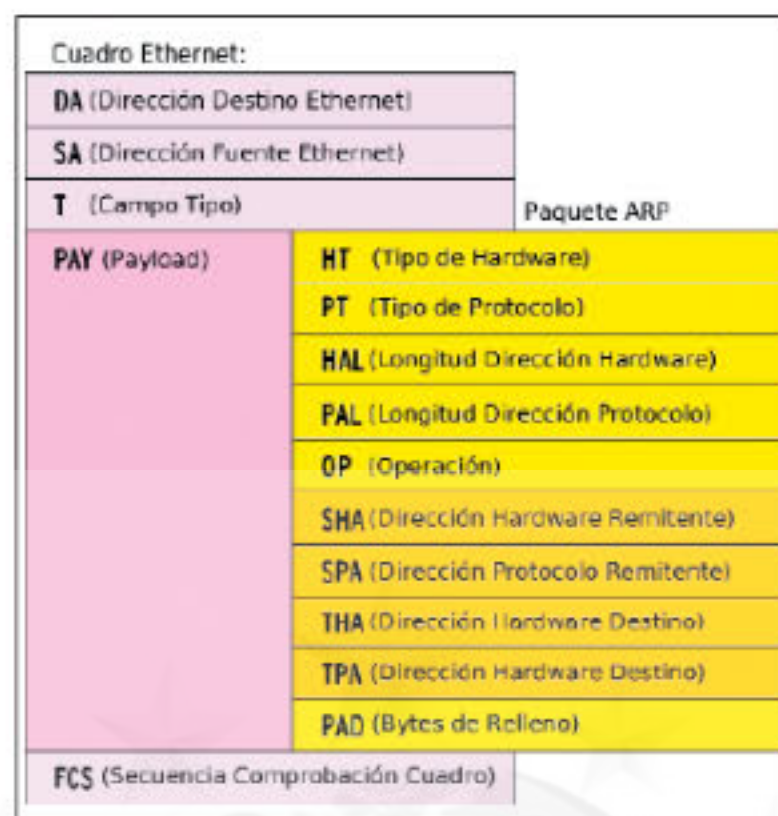 Cuadro Ethernet:
DA (Dirección Destino Ethernet)
SA (Dirección Fuente Ethernet)
T (Campo Tipo)
Paquete ARP
PAY (Payload)
HT (Tipo de Hardware)
PT (Tipo de Protocolo)
HAL (Longitud Dirección Hardware)
PAL (Longitud Dirección Protocolo)
OP (Operación)
SHA (Dirección Hardware Remitente)
SPA (Dirección Protocolo Remitente)
THA (Dirección Hardware Destino)
TPA (Dirección Hardware Destino)
PAD (Bytes de Relleno)
FCS (Secuencia Comprobación Cuadro)